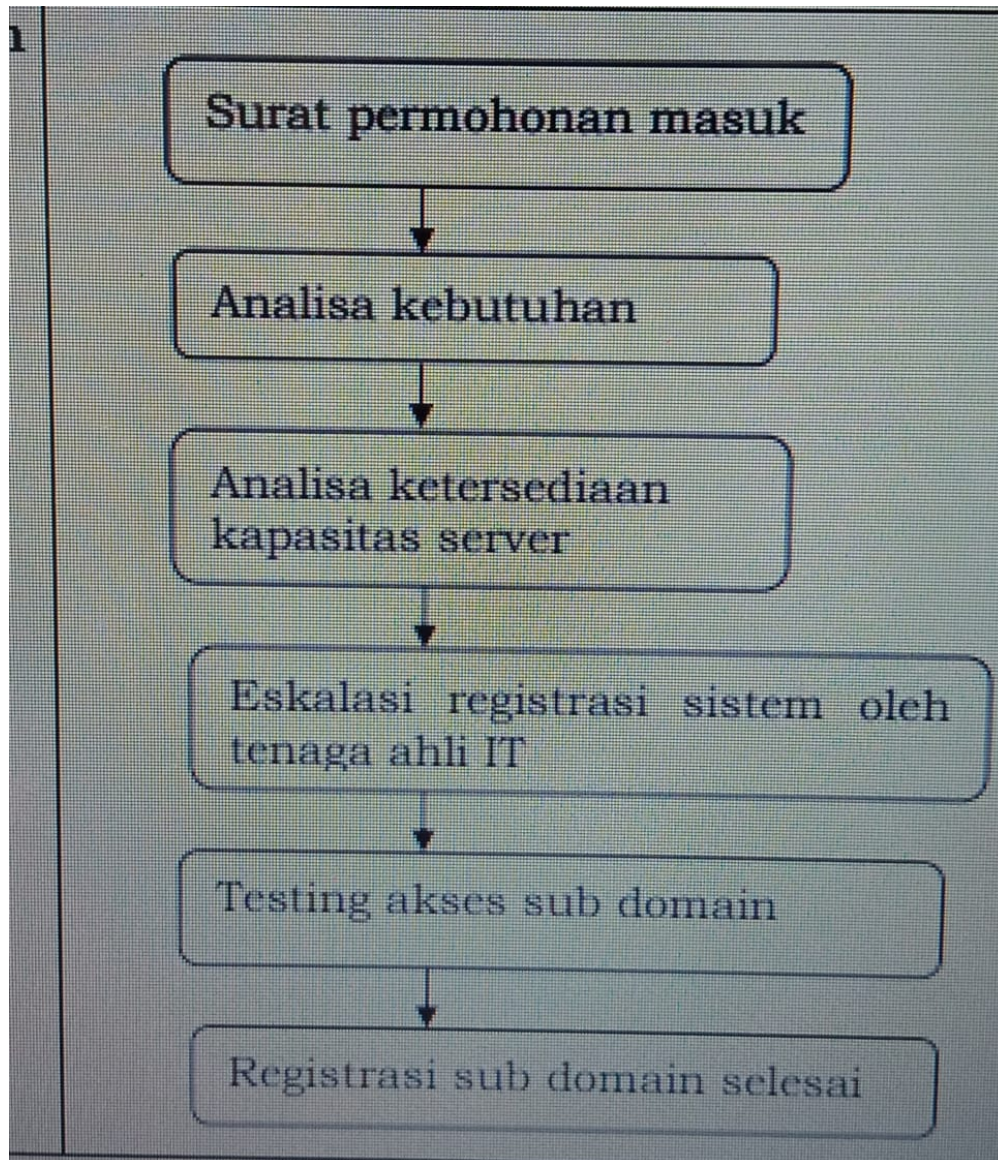 Surat permohonan masuk
Analisa kebutuhan
Analisa ketersediaan
kapasitas server
Eskalasi registrasi sistem oleh
tenaga ahli IT
Testing akses sub domain
Registrasi sub domain selesai